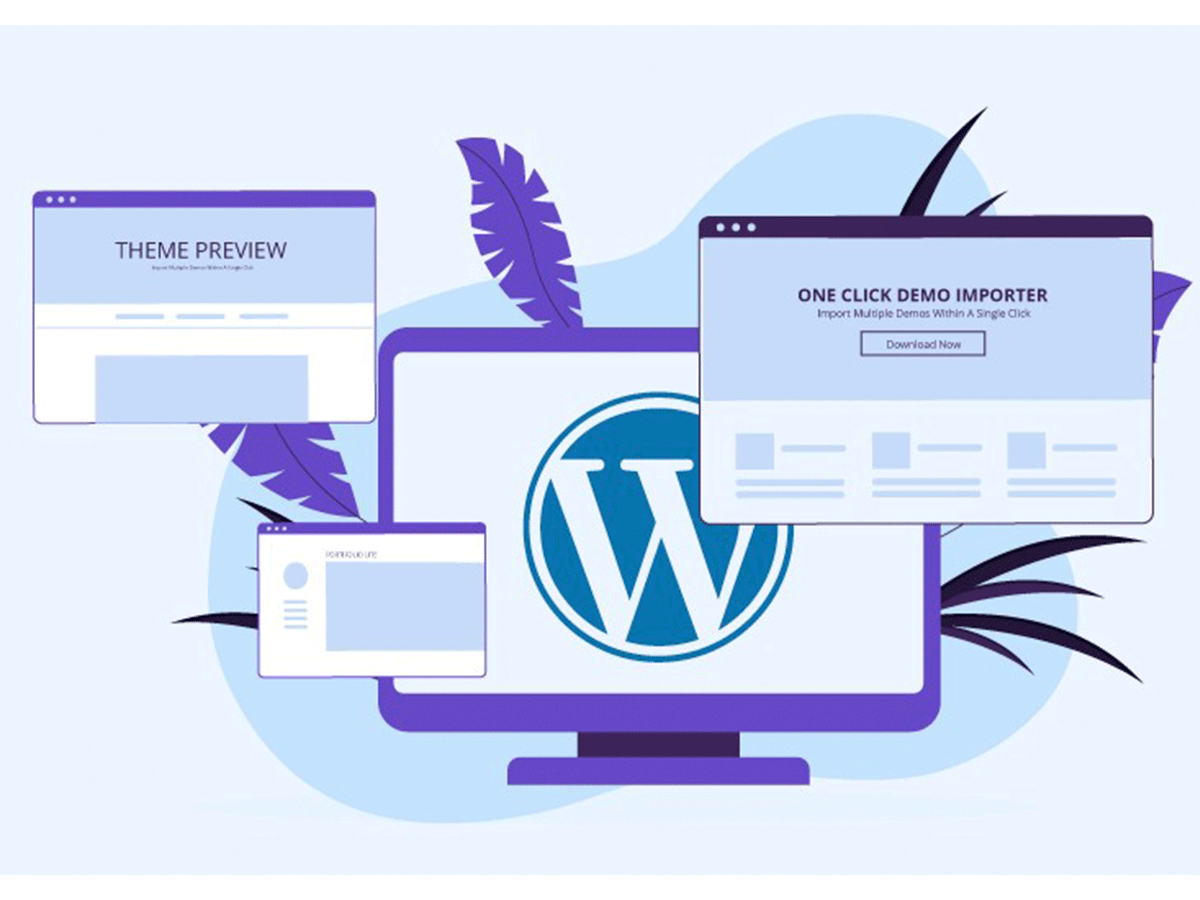 THEME PREVIEW
Import Multiple Demos Within A Single Click
ONE CLICK DEMO IMPORTER
Import Multiple Demos Within A Single Click
Download Now
PORTFOLIO LITE
W